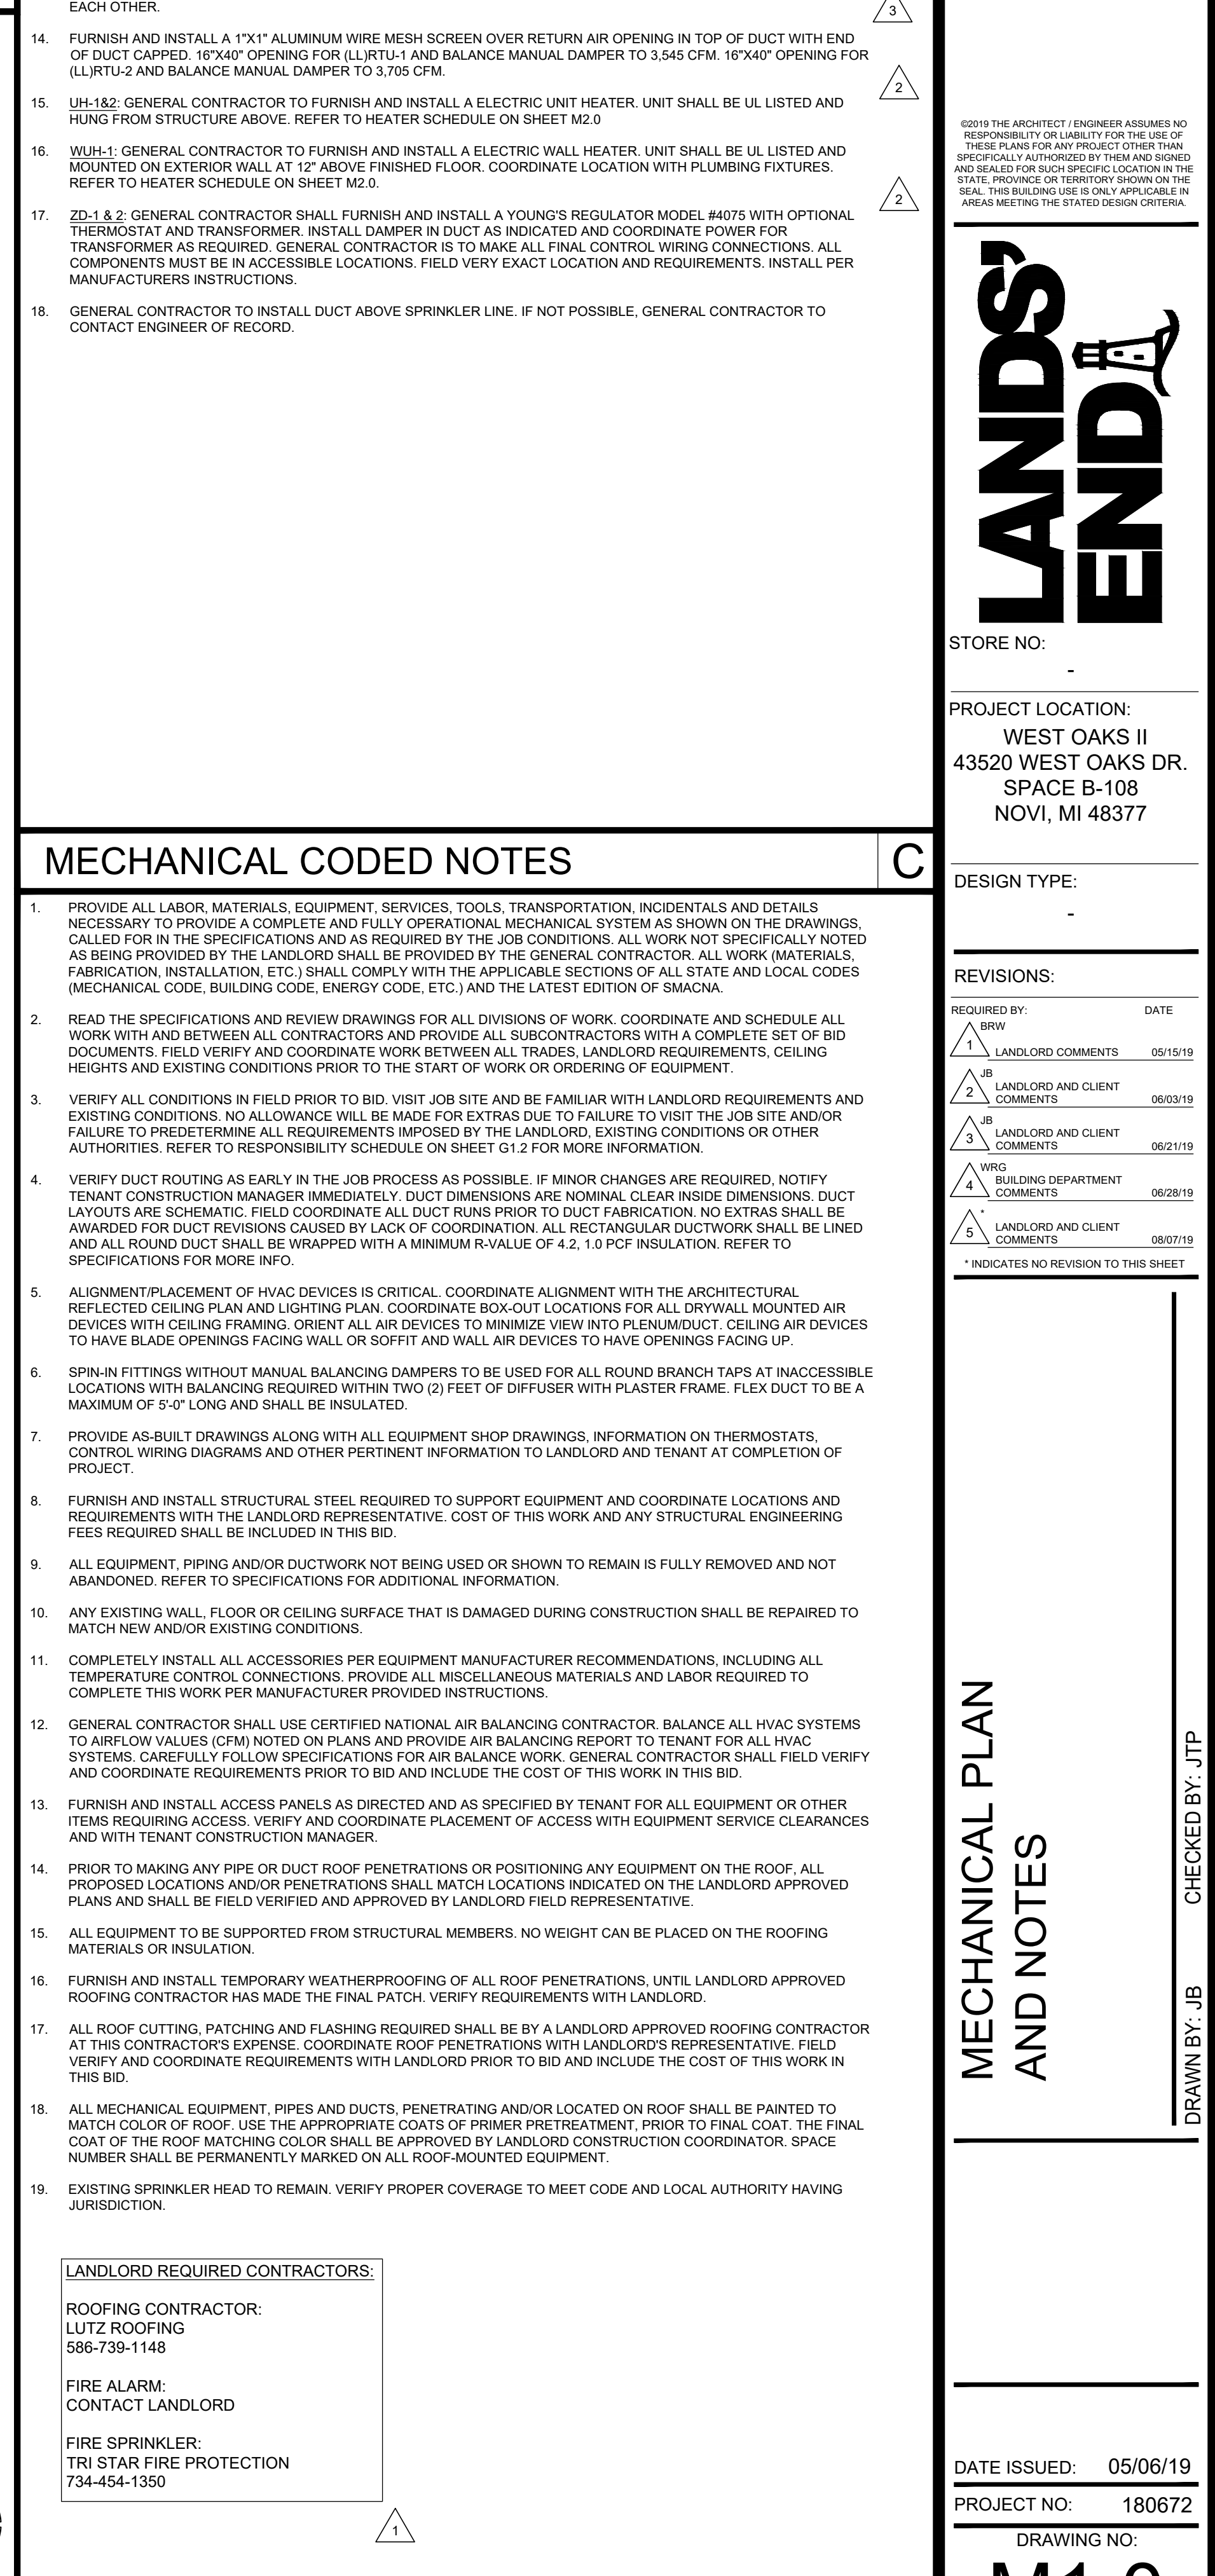 EACH OTHER.
3
14. FURNISH AND INSTALL A 1"X1" ALUMINUM WIRE MESH SCREEN OVER RETURN AIR OPENING IN TOP OF DUCT WITH END
OF DUCT CAPPED. 16"X40" OPENING FOR (LL)RTU-1 AND BALANCE MANUAL DAMPER TO 3,545 CFM. 16"X40" OPENING FOR
(LL)RTU-2 AND BALANCE MANUAL DAMPER TO 3,705 CFM.
2
15. UH-1&2: GENERAL CONTRACTOR TO FURNISH AND INSTALL A ELECTRIC UNIT HEATER. UNIT SHALL BE UL LISTED AND
HUNG FROM STRUCTURE ABOVE. REFER TO HEATER SCHEDULE ON SHEET M2.0
16. WUH-1: GENERAL CONTRACTOR TO FURNISH AND INSTALL A ELECTRIC WALL HEATER. UNIT SHALL BE UL LISTED AND
MOUNTED ON EXTERIOR WALL AT 12" ABOVE FINISHED FLOOR. COORDINATE LOCATION WITH PLUMBING FIXTURES.
REFER TO HEATER SCHEDULE ON SHEET M2.0.
2
17. ZD-1 & 2: GENERAL CONTRACTOR SHALL FURNISH AND INSTALL A YOUNG'S REGULATOR MODEL #4075 WITH OPTIONAL
THERMOSTAT AND TRANSFORMER. INSTALL DAMPER IN DUCT AS INDICATED AND COORDINATE POWER FOR
TRANSFORMER AS REQUIRED. GENERAL CONTRACTOR IS TO MAKE ALL FINAL CONTROL WIRING CONNECTIONS. ALL
COMPONENTS MUST BE IN ACCESSIBLE LOCATIONS. FIELD VERY EXACT LOCATION AND REQUIREMENTS. INSTALL PER
MANUFACTURERS INSTRUCTIONS.
18. GENERAL CONTRACTOR TO INSTALL DUCT ABOVE SPRINKLER LINE. IF NOT POSSIBLE, GENERAL CONTRACTOR TO
CONTACT ENGINEER OF RECORD.
MECHANICAL CODED NOTES C
1. PROVIDE ALL LABOR, MATERIALS, EQUIPMENT, SERVICES, TOOLS, TRANSPORTATION, INCIDENTALS AND DETAILS
NECESSARY TO PROVIDE A COMPLETE AND FULLY OPERATIONAL MECHANICAL SYSTEM AS SHOWN ON THE DRAWINGS,
CALLED FOR IN THE SPECIFICATIONS AND AS REQUIRED BY THE JOB CONDITIONS. ALL WORK NOT SPECIFICALLY NOTED
AS BEING PROVIDED BY THE LANDLORD SHALL BE PROVIDED BY THE GENERAL CONTRACTOR. ALL WORK (MATERIALS,
FABRICATION, INSTALLATION, ETC.) SHALL COMPLY WITH THE APPLICABLE SECTIONS OF ALL STATE AND LOCAL CODES
(MECHANICAL CODE, BUILDING CODE, ENERGY CODE, ETC.) AND THE LATEST EDITION OF SMACNA.
2. READ THE SPECIFICATIONS AND REVIEW DRAWINGS FOR ALL DIVISIONS OF WORK. COORDINATE AND SCHEDULE ALL
WORK WITH AND BETWEEN ALL CONTRACTORS AND PROVIDE ALL SUBCONTRACTORS WITH A COMPLETE SET OF BID
DOCUMENTS. FIELD VERIFY AND COORDINATE WORK BETWEEN ALL TRADES, LANDLORD REQUIREMENTS, CEILING
HEIGHTS AND EXISTING CONDITIONS PRIOR TO THE START OF WORK OR ORDERING OF EQUIPMENT.
3. VERIFY ALL CONDITIONS IN FIELD PRIOR TO BID. VISIT JOB SITE AND BE FAMILIAR WITH LANDLORD REQUIREMENTS AND
EXISTING CONDITIONS. NO ALLOWANCE WILL BE MADE FOR EXTRAS DUE TO FAILURE TO VISIT THE JOB SITE AND/OR
FAILURE TO PREDETERMINE ALL REQUIREMENTS IMPOSED BY THE LANDLORD, EXISTING CONDITIONS OR OTHER
AUTHORITIES. REFER TO RESPONSIBILITY SCHEDULE ON SHEET G1.2 FOR MORE INFORMATION.
4. VERIFY DUCT ROUTING AS EARLY IN THE JOB PROCESS AS POSSIBLE. IF MINOR CHANGES ARE REQUIRED, NOTIFY
TENANT CONSTRUCTION MANAGER IMMEDIATELY. DUCT DIMENSIONS ARE NOMINAL CLEAR INSIDE DIMENSIONS. DUCT
LAYOUTS ARE SCHEMATIC. FIELD COORDINATE ALL DUCT RUNS PRIOR TO DUCT FABRICATION. NO EXTRAS SHALL BE
AWARDED FOR DUCT REVISIONS CAUSED BY LACK OF COORDINATION. ALL RECTANGULAR DUCTWORK SHALL BE LINED
AND ALL ROUND DUCT SHALL BE WRAPPED WITH A MINIMUM R-VALUE OF 4.2, 1.0 PCF INSULATION. REFER TO
SPECIFICATIONS FOR MORE INFO.
5. ALIGNMENT/PLACEMENT OF HVAC DEVICES IS CRITICAL. COORDINATE ALIGNMENT WITH THE ARCHITECTURAL
REFLECTED CEILING PLAN AND LIGHTING PLAN. COORDINATE BOX-OUT LOCATIONS FOR ALL DRYWALL MOUNTED AIR
DEVICES WITH CEILING FRAMING. ORIENT ALL AIR DEVICES TO MINIMIZE VIEW INTO PLENUM/DUCT. CEILING AIR DEVICES
TO HAVE BLADE OPENINGS FACING WALL OR SOFFIT AND WALL AIR DEVICES TO HAVE OPENINGS FACING UP.
6. SPIN-IN FITTINGS WITHOUT MANUAL BALANCING DAMPERS TO BE USED FOR ALL ROUND BRANCH TAPS AT INACCESSIBLE
LOCATIONS WITH BALANCING REQUIRED WITHIN TWO (2) FEET OF DIFFUSER WITH PLASTER FRAME. FLEX DUCT TO BE A
MAXIMUM OF 5'-0" LONG AND SHALL BE INSULATED.
7. PROVIDE AS-BUILT DRAWINGS ALONG WITH ALL EQUIPMENT SHOP DRAWINGS, INFORMATION ON THERMOSTATS,
CONTROL WIRING DIAGRAMS AND OTHER PERTINENT INFORMATION TO LANDLORD AND TENANT AT COMPLETION OF
PROJECT.
8. FURNISH AND INSTALL STRUCTURAL STEEL REQUIRED TO SUPPORT EQUIPMENT AND COORDINATE LOCATIONS AND
REQUIREMENTS WITH THE LANDLORD REPRESENTATIVE. COST OF THIS WORK AND ANY STRUCTURAL ENGINEERING
FEES REQUIRED SHALL BE INCLUDED IN THIS BID.
9. ALL EQUIPMENT, PIPING AND/OR DUCTWORK NOT BEING USED OR SHOWN TO REMAIN IS FULLY REMOVED AND NOT
ABANDONED. REFER TO SPECIFICATIONS FOR ADDITIONAL INFORMATION.
10. ANY EXISTING WALL, FLOOR OR CEILING SURFACE THAT IS DAMAGED DURING CONSTRUCTION SHALL BE REPAIRED TO
MATCH NEW AND/OR EXISTING CONDITIONS.
11. COMPLETELY INSTALL ALL ACCESSORIES PER EQUIPMENT MANUFACTURER RECOMMENDATIONS, INCLUDING ALL
TEMPERATURE CONTROL CONNECTIONS. PROVIDE ALL MISCELLANEOUS MATERIALS AND LABOR REQUIRED TO
COMPLETE THIS WORK PER MANUFACTURER PROVIDED INSTRUCTIONS.
12. GENERAL CONTRACTOR SHALL USE CERTIFIED NATIONAL AIR BALANCING CONTRACTOR. BALANCE ALL HVAC SYSTEMS
TO AIRFLOW VALUES (CFM) NOTED ON PLANS AND PROVIDE AIR BALANCING REPORT TO TENANT FOR ALL HVAC
SYSTEMS. CAREFULLY FOLLOW SPECIFICATIONS FOR AIR BALANCE WORK. GENERAL CONTRACTOR SHALL FIELD VERIFY
AND COORDINATE REQUIREMENTS PRIOR TO BID AND INCLUDE THE COST OF THIS WORK IN THIS BID.
13. FURNISH AND INSTALL ACCESS PANELS AS DIRECTED AND AS SPECIFIED BY TENANT FOR ALL EQUIPMENT OR OTHER
ITEMS REQUIRING ACCESS. VERIFY AND COORDINATE PLACEMENT OF ACCESS WITH EQUIPMENT SERVICE CLEARANCES
AND WITH TENANT CONSTRUCTION MANAGER.
14. PRIOR TO MAKING ANY PIPE OR DUCT ROOF PENETRATIONS OR POSITIONING ANY EQUIPMENT ON THE ROOF, ALL
PROPOSED LOCATIONS AND/OR PENETRATIONS SHALL MATCH LOCATIONS INDICATED ON THE LANDLORD APPROVED
PLANS AND SHALL BE FIELD VERIFIED AND APPROVED BY LANDLORD FIELD REPRESENTATIVE.
15. ALL EQUIPMENT TO BE SUPPORTED FROM STRUCTURAL MEMBERS. NO WEIGHT CAN BE PLACED ON THE ROOFING
MATERIALS OR INSULATION.
16. FURNISH AND INSTALL TEMPORARY WEATHERPROOFING OF ALL ROOF PENETRATIONS, UNTIL LANDLORD APPROVED
ROOFING CONTRACTOR HAS MADE THE FINAL PATCH. VERIFY REQUIREMENTS WITH LANDLORD.
17. ALL ROOF CUTTING, PATCHING AND FLASHING REQUIRED SHALL BE BY A LANDLORD APPROVED ROOFING CONTRACTOR
AT THIS CONTRACTOR'S EXPENSE. COORDINATE ROOF PENETRATIONS WITH LANDLORD'S REPRESENTATIVE. FIELD
VERIFY AND COORDINATE REQUIREMENTS WITH LANDLORD PRIOR TO BID AND INCLUDE THE COST OF THIS WORK IN
THIS BID.
18. ALL MECHANICAL EQUIPMENT, PIPES AND DUCTS, PENETRATING AND/OR LOCATED ON ROOF SHALL BE PAINTED TO
MATCH COLOR OF ROOF. USE THE APPROPRIATE COATS OF PRIMER PRETREATMENT, PRIOR TO FINAL COAT. THE FINAL
COAT OF THE ROOF MATCHING COLOR SHALL BE APPROVED BY LANDLORD CONSTRUCTION COORDINATOR. SPACE
NUMBER SHALL BE PERMANENTLY MARKED ON ALL ROOF-MOUNTED EQUIPMENT.
19. EXISTING SPRINKLER HEAD TO REMAIN. VERIFY PROPER COVERAGE TO MEET CODE AND LOCAL AUTHORITY HAVING
JURISDICTION.
LANDLORD REQUIRED CONTRACTORS:
ROOFING CONTRACTOR:
LUTZ ROOFING
586-739-1148
FIRE ALARM:
CONTACT LANDLORD
FIRE SPRINKLER:
TRI STAR FIRE PROTECTION
734-454-1350
1
©2019 THE ARCHITECT / ENGINEER ASSUMES NO
RESPONSIBILITY OR LIABILITY FOR THE USE OF
THESE PLANS FOR ANY PROJECT OTHER THAN
SPECIFICALLY AUTHORIZED BY THEM AND SIGNED
AND SEALED FOR SUCH SPECIFIC LOCATION IN THE
STATE, PROVINCE OR TERRITORY SHOWN ON THE
SEAL. THIS BUILDING USE IS ONLY APPLICABLE IN
AREAS MEETING THE STATED DESIGN CRITERIA.
LANDS'
END
STORE NO:
-
PROJECT LOCATION:
WEST OAKS II
43520 WEST OAKS DR.
SPACE B-108
NOVI, MI 48377
DESIGN TYPE:
-
REVISIONS:
REQUIRED BY: DATE
BRW
1 LANDLORD COMMENTS 05/15/19
JB
LANDLORD AND CLIENT
2 COMMENTS 06/03/19
JB
LANDLORD AND CLIENT
3 COMMENTS 06/21/19
WRG
BUILDING DEPARTMENT
4 COMMENTS 06/28/19
*
LANDLORD AND CLIENT
5 COMMENTS 08/07/19
* INDICATES NO REVISION TO THIS SHEET
MECHANICAL PLAN
AND NOTES
DRAWN BY: JB CHECKED BY: JTP
DATE ISSUED: 05/06/19
PROJECT NO: 180672
DRAWING NO: